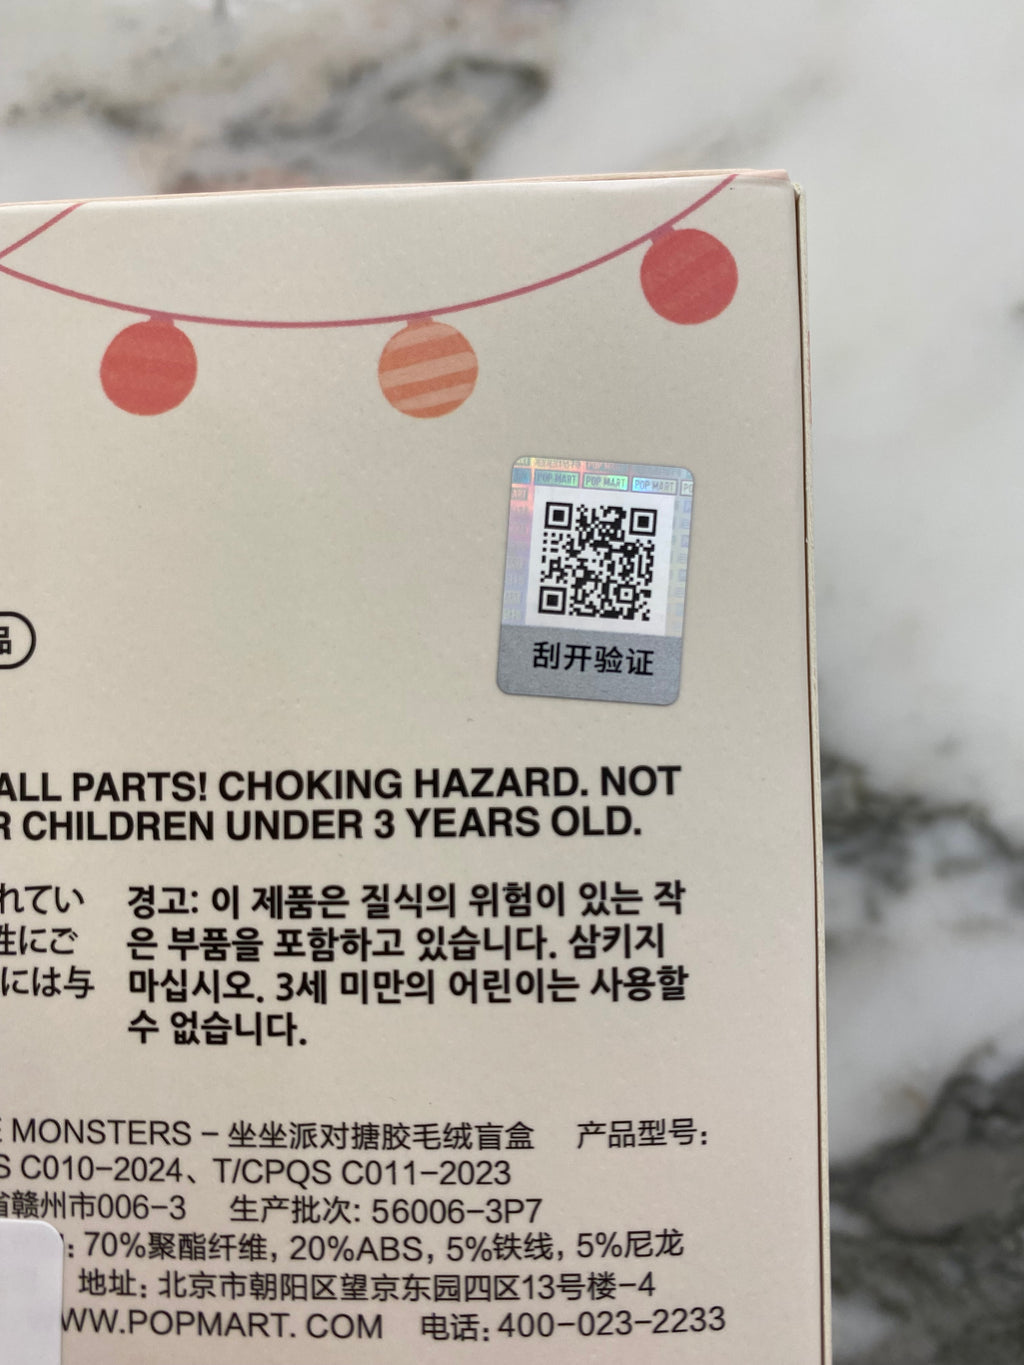 POP MART POP MART POP MART
刮开验证
品
ALL PARTS! CHOKING HAZARD. NOT
R CHILDREN UNDER 3 YEARS OLD.
れてい
性にご
には与
경고: 이 제품은 질식의 위험이 있는 작
은 부품을 포함하고 있습니다. 삼키지
마십시오. 3세 미만의 어린이는 사용할
수 없습니다.
E MONSTERS – 坐坐派对搪胶毛绒盲盒 产品型号:
S C010-2024、T/CPQS C011-2023
省赣州市006-3 生产批次: 56006-3P7
: 70%聚酯纤维, 20%ABS, 5%铁线, 5%尼龙
地址: 北京市朝阳区望京东园四区13号楼-4
WW.POPMART. COM 电话: 400-023-2233